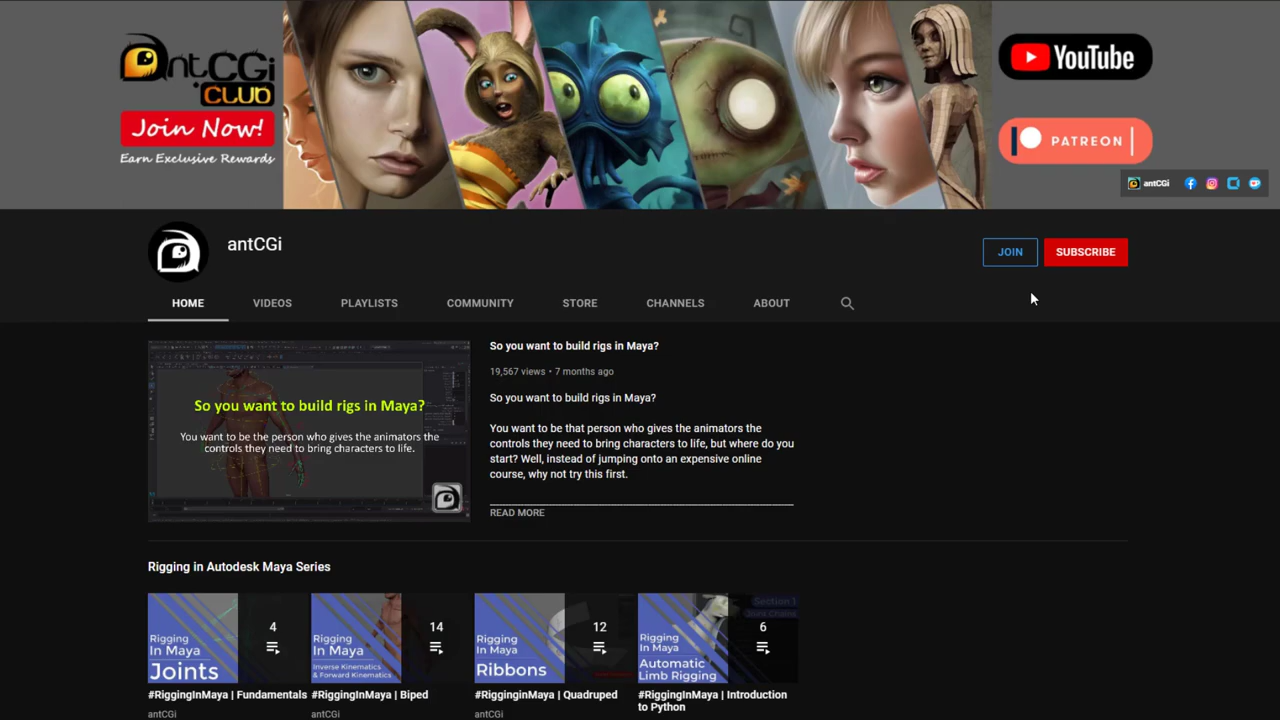 antCGi
CLUB
Join Now!
Earn Exclusive Rewards
YouTube
PATREON
antCGi
antCGi
JOIN
SUBSCRIBE
HOME VIDEOS PLAYLISTS COMMUNITY STORE CHANNELS ABOUT
So you want to build rigs in Maya?
You want to be the person who gives the animators the
controls they need to bring characters to life.
So you want to build rigs in Maya?
19,567 views • 7 months ago
So you want to build rigs in Maya?
You want to be that person who gives the animators the
controls they need to bring characters to life, but where do you
start? Well, instead of jumping onto an expensive online
course, why not try this first.
READ MORE
Rigging in Autodesk Maya Series
Rigging
In Maya
Joints
4
#RiggingInMaya | Fundamentals
antCGi
Rigging
In Maya
Inverse Kinematics
& Forward Kinematics
14
#RiggingInMaya | Biped
antCGi
Rigging
In Maya
Ribbons
12
#RigginginMaya | Quadruped
antCGi
Rigging
In Maya
Automatic
Limb Rigging
Section 1
Joint Chains
6
#RiggingInMaya | Introduction
to Python